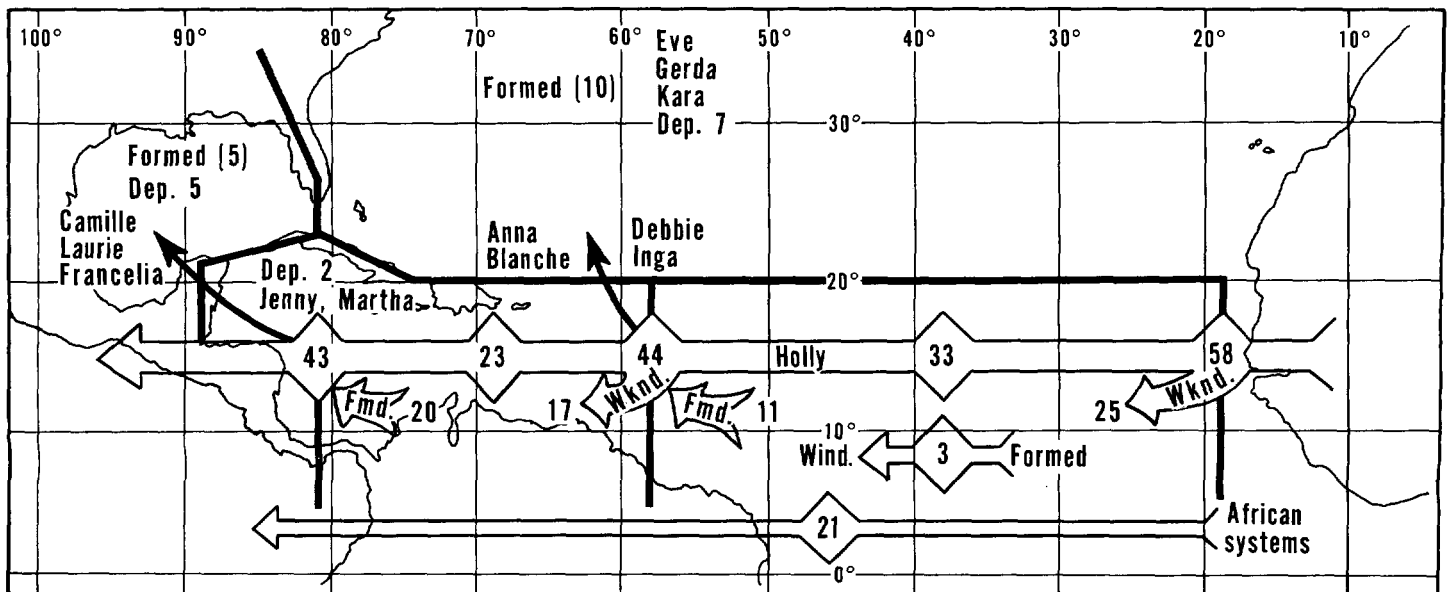 100° 90° 80° 70° 60° 50° 40° 30° 20° 10°
Eve
Gerda
Kara
Dep. 7
Formed (10)
30°
Formed (5)
Dep. 5
Camille
Laurie
Francelia
Anna
Blanche
Debbie
Inga
Dep. 2
Jenny, Martha
20°
43 23 44 Holly 33 58
Fmd. 20 17 Wknd. Fmd. 11 25 Wknd.
10°
Wind. 3 Formed
21
African
systems
0°